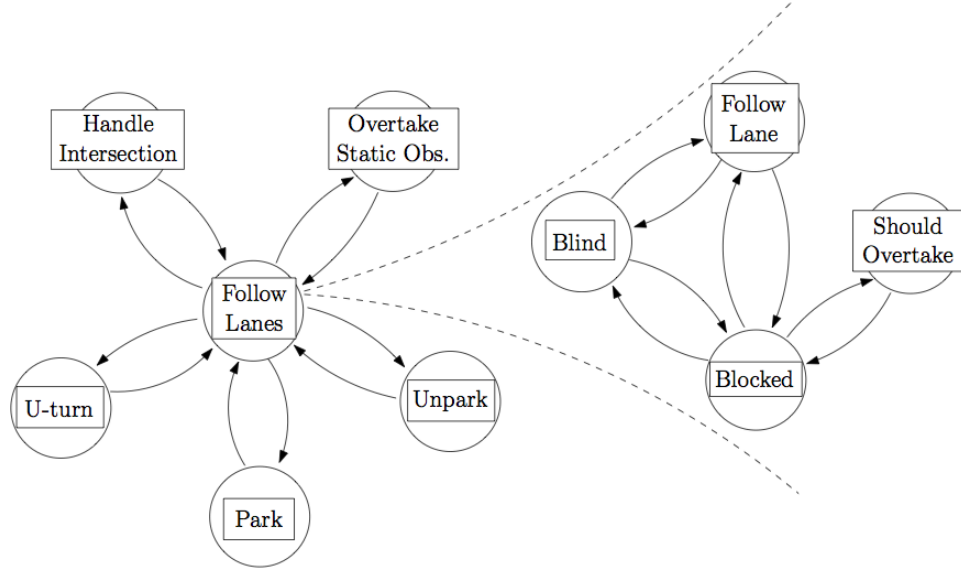 Handle
Intersection
Overtake
Static Obs.
Follow
Lanes
U-turn
Park
Unpark
Follow
Lane
Blind
Should
Overtake
Blocked